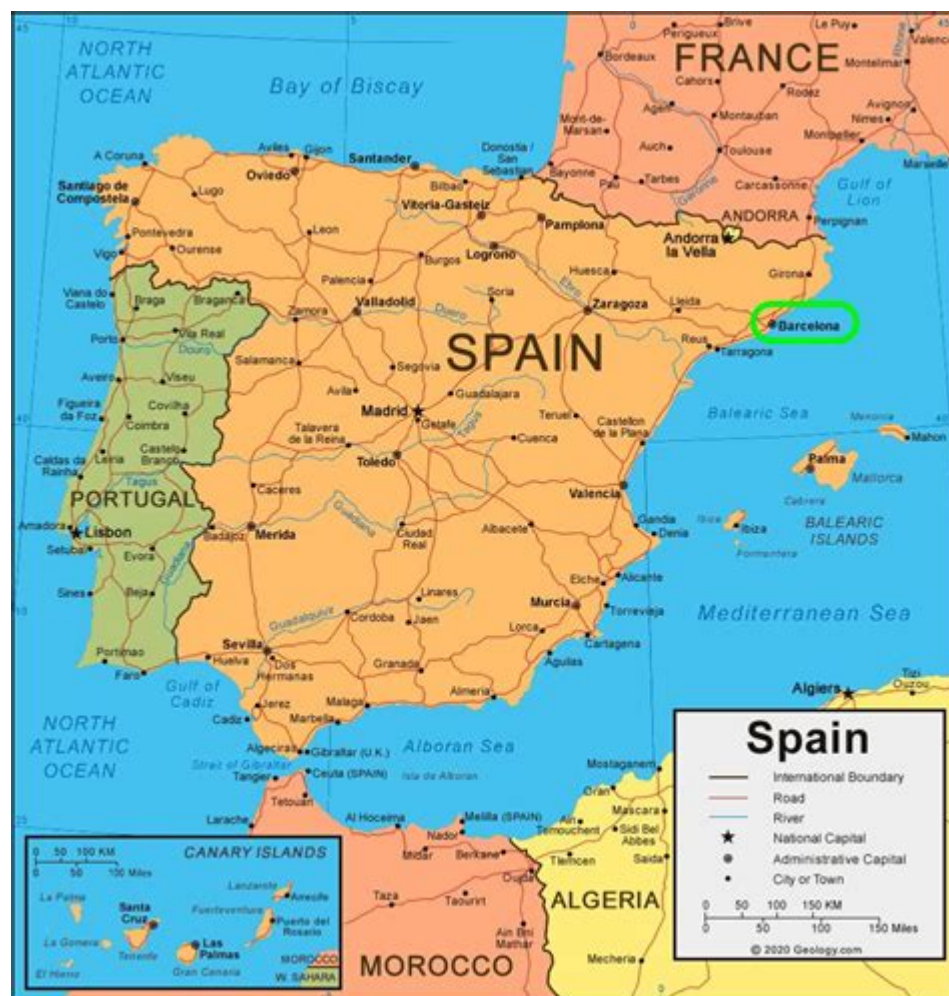 NORTH
ATLANTIC
OCEAN
Bay of Biscay
FRANCE
Perigueux
Brive
Le Puy
Bordeaux
Cahors
Rodez
Montelimar
Rhone
Valence
Agen
Montauban
Avignon
Nimes
Mont-de-
Marsan
Auch
Toulouse
Montpellier
Marseille
Bayonne
Pau
Tarbes
Garonne
Carcassonne
Gulf of
Lion
Perpignan
ANDORRA
Andorra
la Vella
A Coruna
Aviles
Gijon
Santander
Donostia /
San
Sebastian
Oviedo
Bilbao
Santiago de
Compostela
Lugo
Vitoria-Gasteiz
Pamplona
Pontevedra
Leon
Vigo
Ourense
Burgos
Logrono
Huesca
Girona
Palencia
Soria
Ebro
Viana do
Castelo
Braga
Braganca
Zamora
Valladolid
Duero
Zaragoza
Lleida
Barcelona
Porto
Vila Real
Douro
SPAIN
Reus
Tarragona
Salamanca
Segovia
Aveiro
Viseu
Avila
Guadalajara
Madrid
Getafe
Tagus
Teruel
Castellon
de la Plana
Balearic Sea
Menorca
Mahon
Figueira
da Foz
Covilha
Coimbra
Talavera
de la Reina
Cuenca
Toledo
Caldas da
Rainha
Leiria
Castelo
Branco
Tagus
Palma
Mallorca
Cabrera
PORTUGAL
Caceres
Valencia
Amadora
Lisbon
Badajoz
Merida
Guadiana
Ciudad
Real
Albacete
Gandia
Denia
Ibiza
Ibiza
Formentera
BALEARIC
ISLANDS
Setubal
Evora
Guadiana
Sines
Beja
Linares
Elche
Alicante
Guadalquivir
Cordoba
Jaen
Murcia
Torrevieja
Mediterranean Sea
Lorca
Cartagena
Sevilla
Portimao
Faro
Huelva
Dos
Hermanas
Granada
Aguilas
Gulf of
Cadiz
Jerez
Malaga
Almeria
Cadiz
Marbella
Algiers
Tizi
Ouzou
NORTH
ATLANTIC
OCEAN
Algeciras
Gibraltar (U.K.)
Alboran Sea
Strait of Gibraltar
Ceuta (SPAIN)
Isla de Alboran
Tangier
Tetouan
Mostaganem
Oran
Mascara
Larache
Al Hoceima
Melilla (SPAIN)
Nador
Ain
Temouchent
Sidi Bel
Abbes
Midar
Berkane
Tlemcen
Saida
Oujda
Taza
Taourirt
ALGERIA
Ain Bni
Mathar
MOROCCO
Mecheria
Spain
International Boundary
Road
River
National Capital
Administrative Capital
City or Town
0 50 100 150 KM
0 50 100 150 Miles
© 2020 Geology.com
0 50 100 KM
0 50 100 Miles
CANARY ISLANDS
La Palma
Santa
Cruz
Lanzarote
Arrecife
Fuerteventura
Puerto del
Rosario
La Gomera
Tenerife
Las
Palmas
El Hierro
Gran Canaria
MOROCCO
W. SAHARA